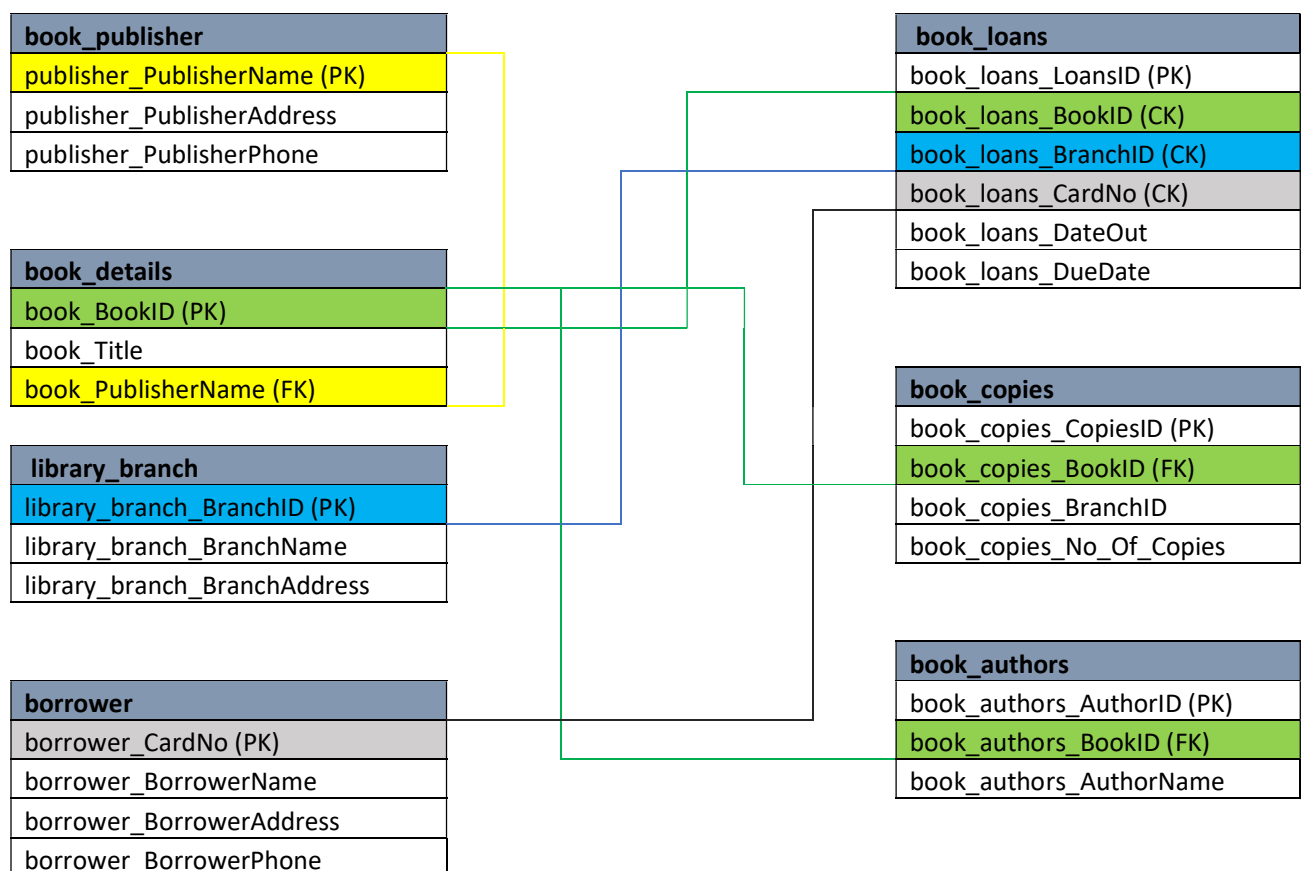 book_publisher
publisher_PublisherName (PK)
publisher_PublisherAddress
publisher_PublisherPhone
book_details
book_BookID (PK)
book_Title
book_PublisherName (FK)
library_branch
library_branch_BranchID (PK)
library_branch_BranchName
library_branch_BranchAddress
borrower
borrower_CardNo (PK)
borrower_BorrowerName
borrower_BorrowerAddress
borrower_BorrowerPhone
book_loans
book_loans_LoansID (PK)
book_loans_BookID (CK)
book_loans_BranchID (CK)
book_loans_CardNo (CK)
book_loans_DateOut
book_loans_DueDate
book_copies
book_copies_CopiesID (PK)
book_copies_BookID (FK)
book_copies_BranchID
book_copies_No_Of_Copies
book_authors
book_authors_AuthorID (PK)
book_authors_BookID (FK)
book_authors_AuthorName